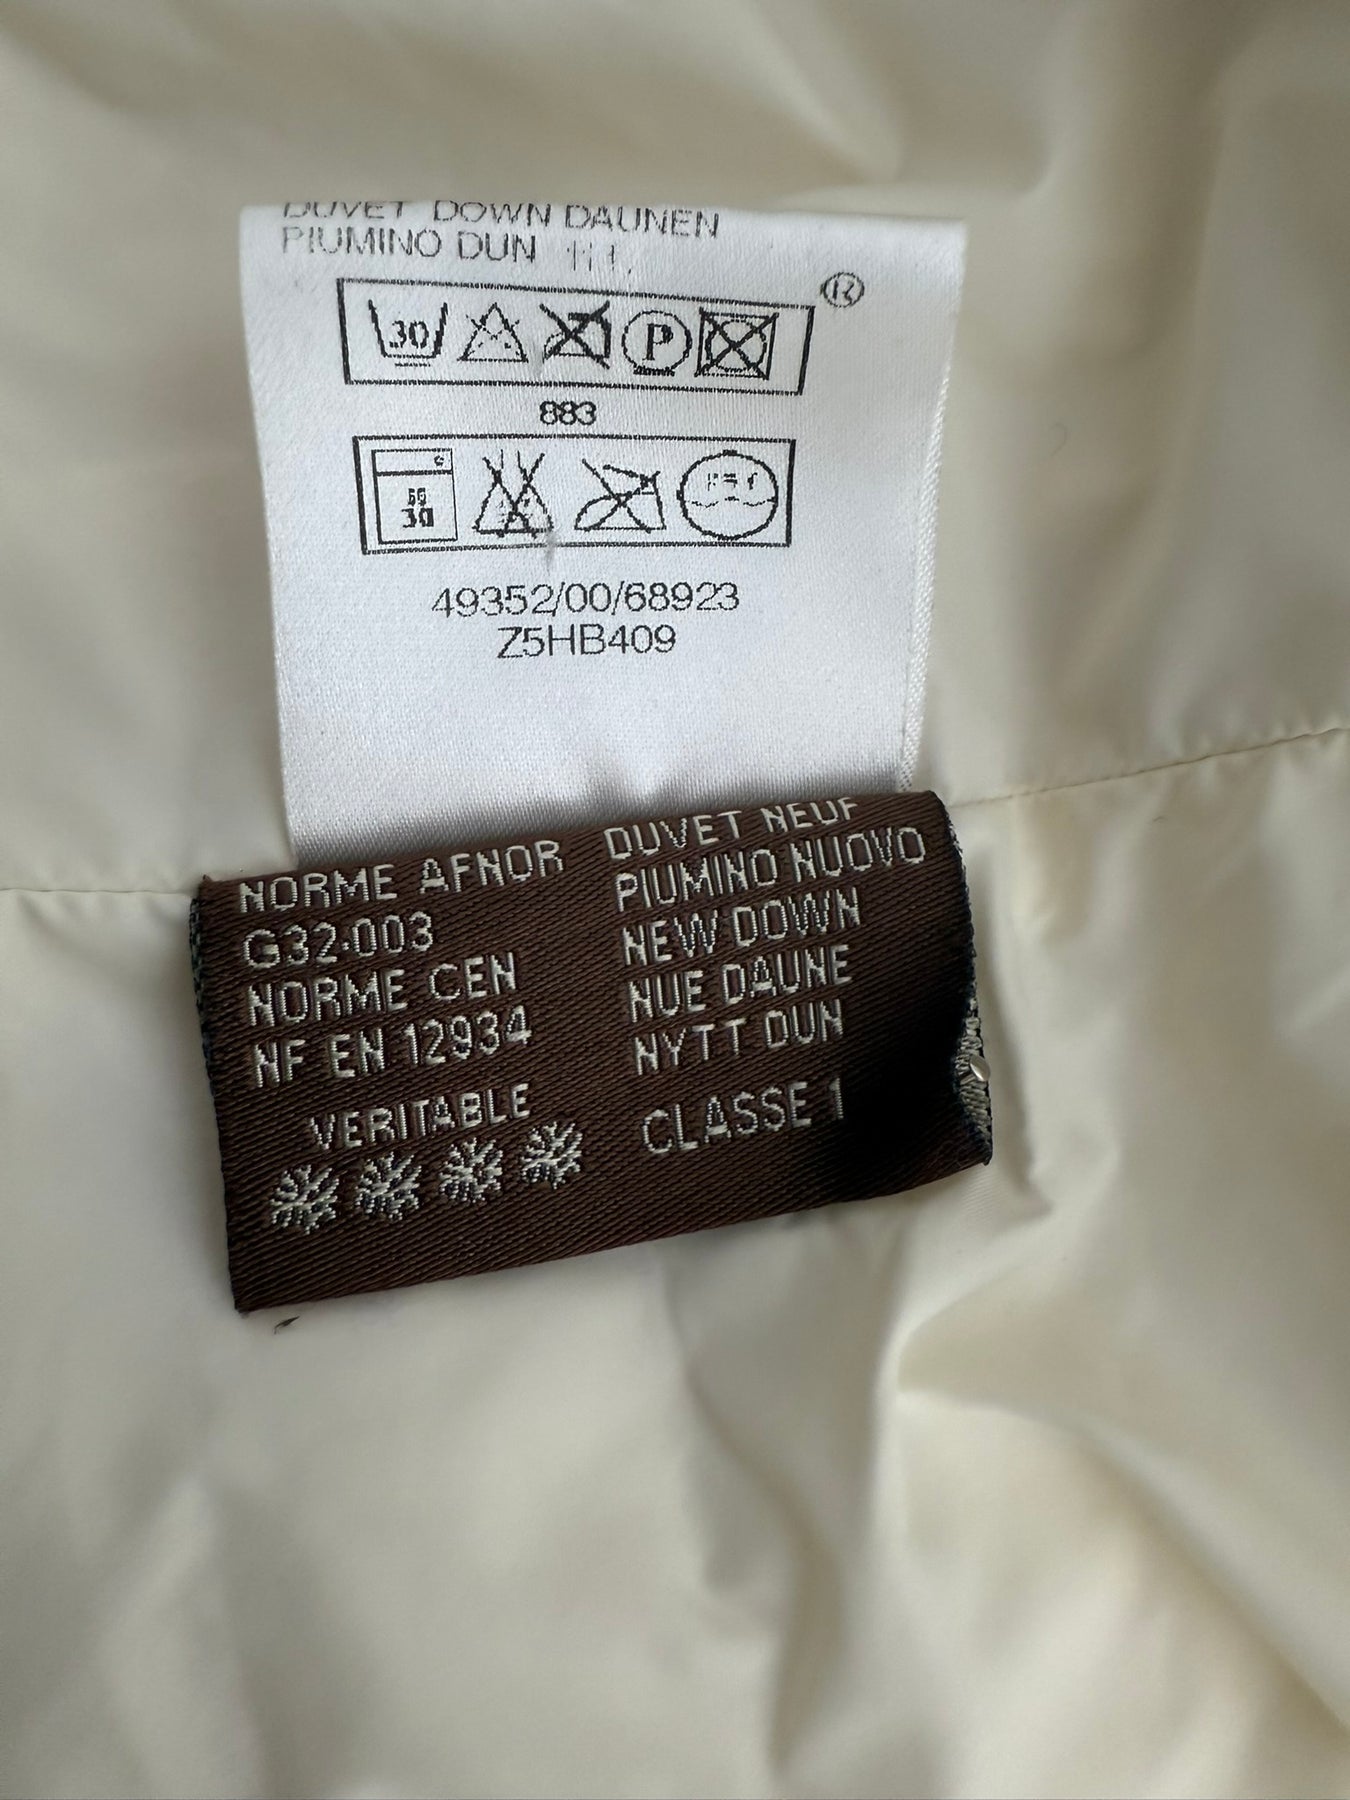 DUVET DOWN DAUNEN
PIUMINO DUN
®
30
P
883
30
49352/00/68923
Z5HB409
NORME AFNOR
G32-003
NORME CEN
NF EN 12934
VERITABLE
DUVET NEUF
PIUMINO NUOVO
NEW DOWN
NUE DAUNE
NYTT DUN
CLASSE 1